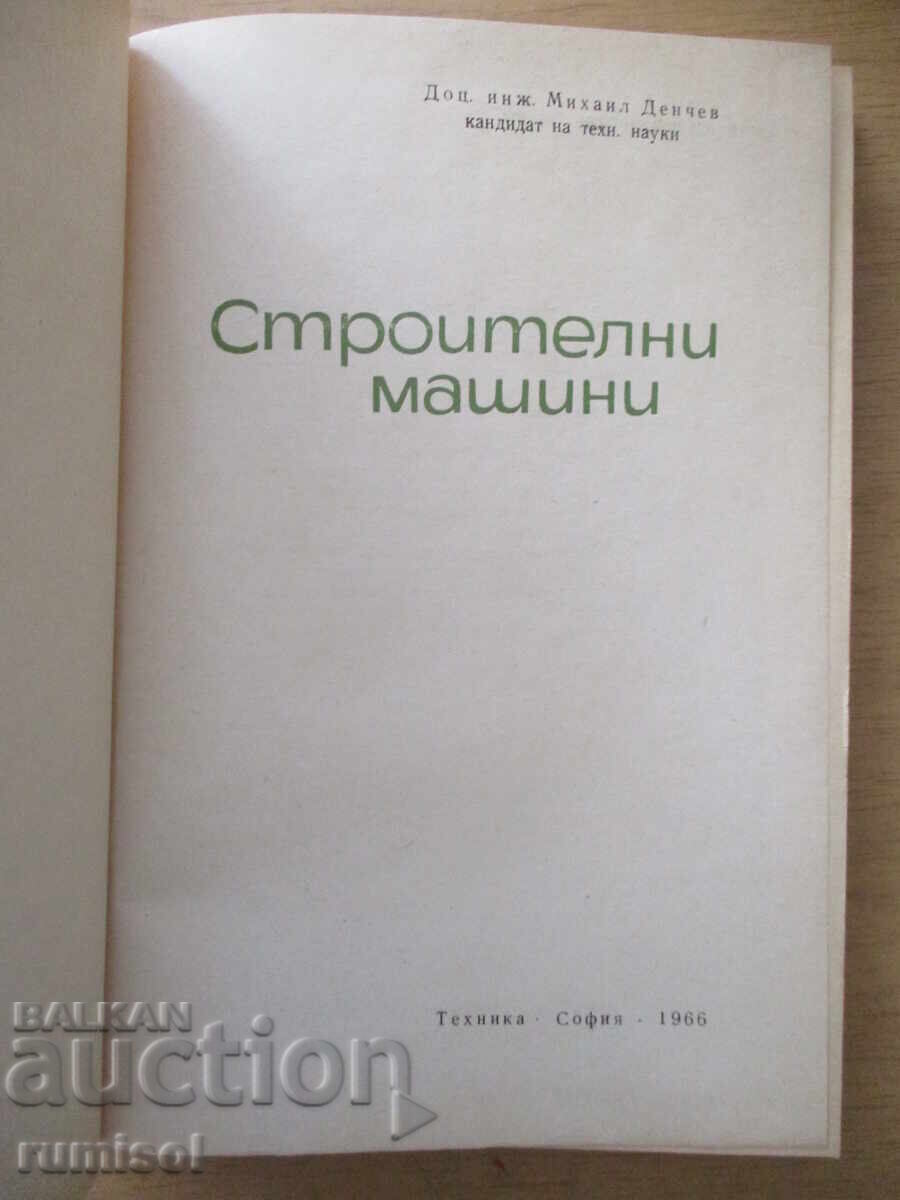 Доц. инж. Михаил Денчев
кандидат на техн. науки
Строителни
машини
Техника · София · 1966
BALKAN
auction
rumisol